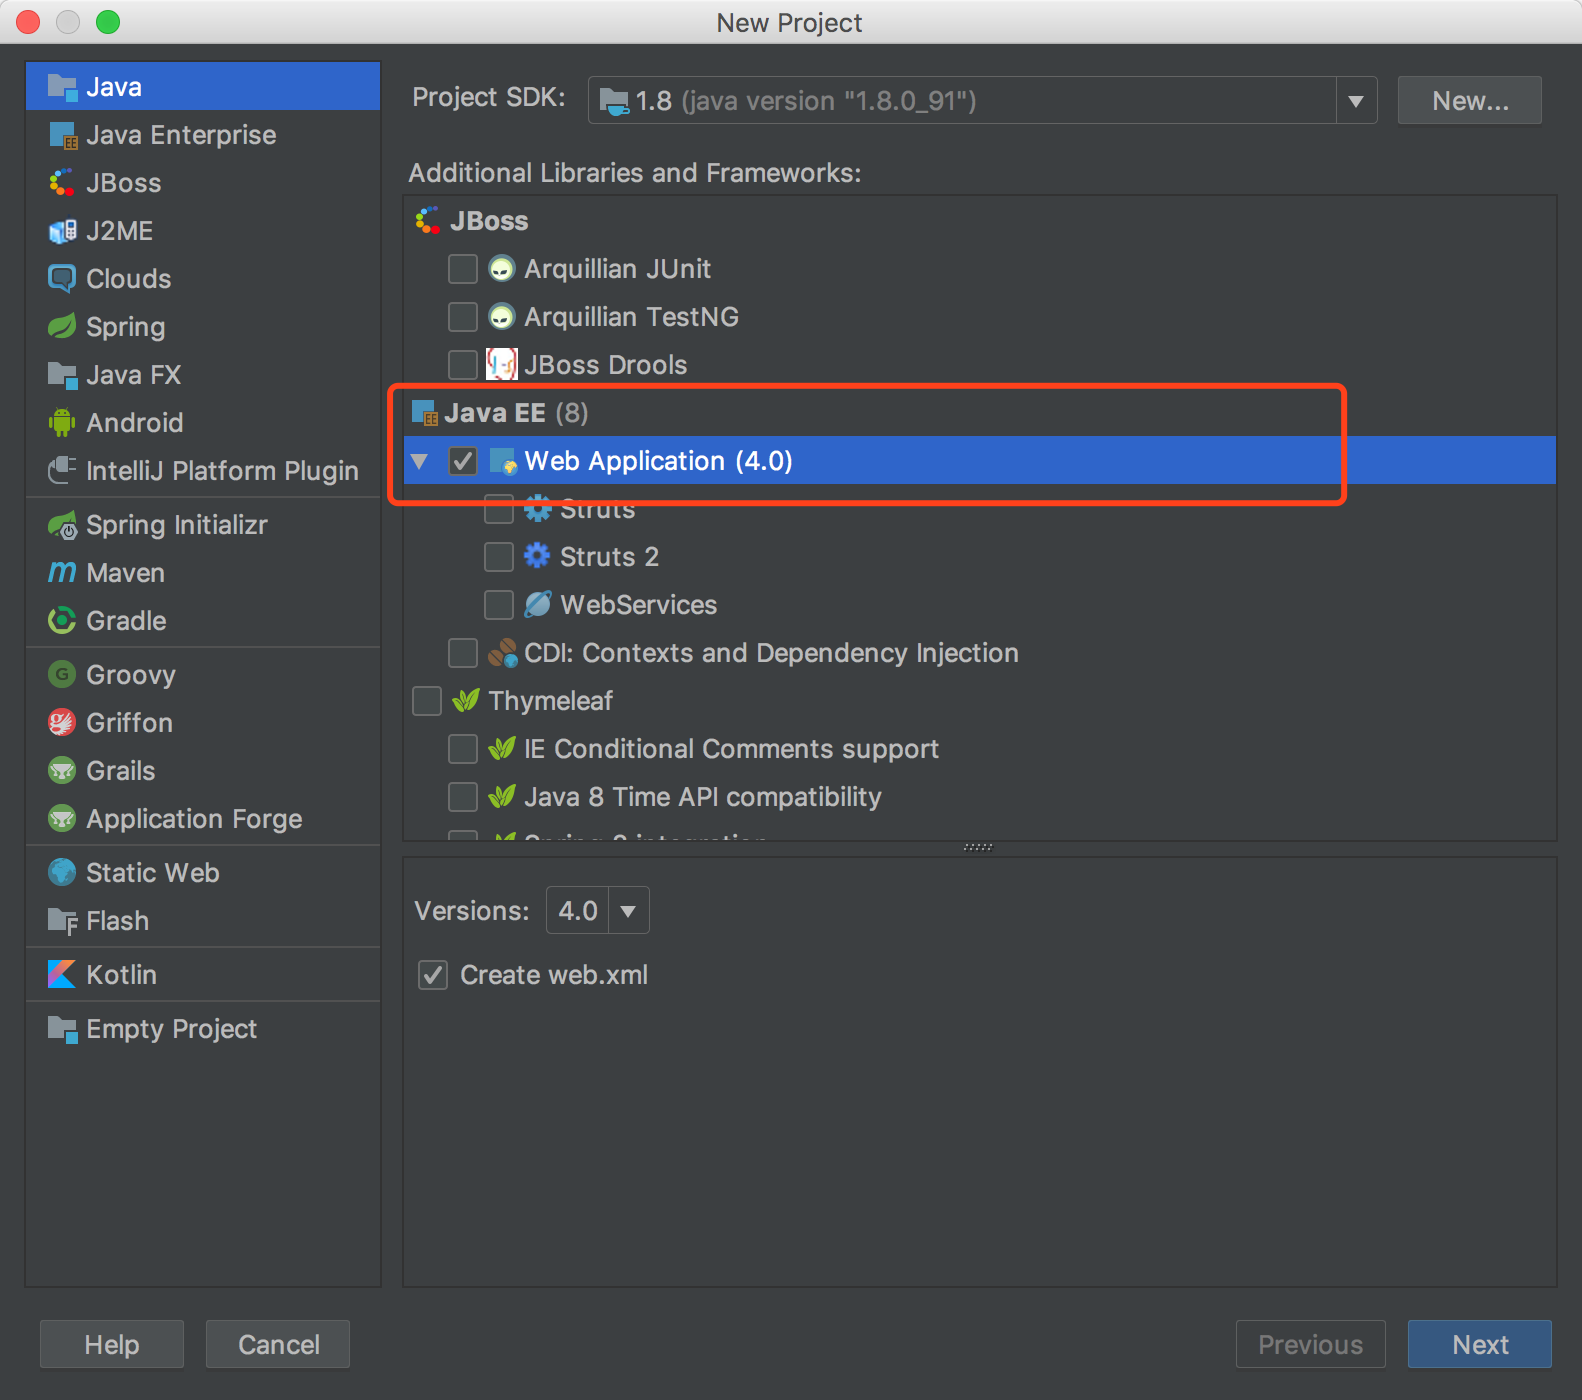 New Project
Java
Java Enterprise
JBoss
J2ME
Clouds
Spring
Java FX
Android
IntelliJ Platform Plugin
Spring Initializr
Maven
Gradle
Groovy
Griffon
Grails
Application Forge
Static Web
Flash
Kotlin
Empty Project
Project SDK: 1.8 (java version "1.8.0_91") New...
Additional Libraries and Frameworks:
JBoss
Arquillian JUnit
Arquillian TestNG
JBoss Drools
Java EE (8)
Web Application (4.0)
Struts
Struts 2
WebServices
CDI: Contexts and Dependency Injection
Thymeleaf
IE Conditional Comments support
Java 8 Time API compatibility
Versions: 4.0
Create web.xml
Help Cancel Previous Next